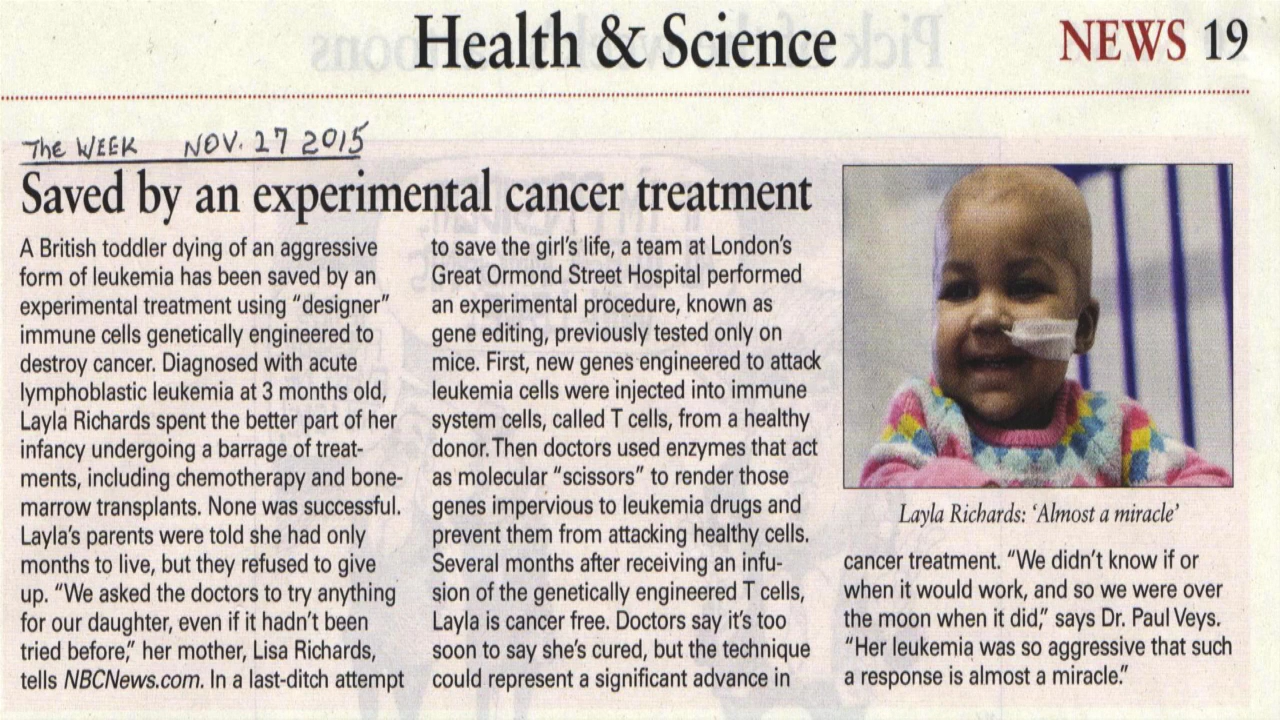 Health & Science
NEWS 19
The WEEK NOV. 27 2015
Saved by an experimental cancer treatment
A British toddler dying of an aggressive
form of leukemia has been saved by an
experimental treatment using “designer”
immune cells genetically engineered to
destroy cancer. Diagnosed with acute
lymphoblastic leukemia at 3 months old,
Layla Richards spent the better part of her
infancy undergoing a barrage of treat-
ments, including chemotherapy and bone-
marrow transplants. None was successful.
Layla’s parents were told she had only
months to live, but they refused to give
up. “We asked the doctors to try anything
for our daughter, even if it hadn’t been
tried before,” her mother, Lisa Richards,
tells NBCNews.com. In a last-ditch attempt
to save the girl’s life, a team at London’s
Great Ormond Street Hospital performed
an experimental procedure, known as
gene editing, previously tested only on
mice. First, new genes engineered to attack
leukemia cells were injected into immune
system cells, called T cells, from a healthy
donor. Then doctors used enzymes that act
as molecular “scissors” to render those
genes impervious to leukemia drugs and
prevent them from attacking healthy cells.
Several months after receiving an infu-
sion of the genetically engineered T cells,
Layla is cancer free. Doctors say it’s too
soon to say she’s cured, but the technique
could represent a significant advance in
Layla Richards: ‘Almost a miracle’
cancer treatment. “We didn’t know if or
when it would work, and so we were over
the moon when it did,” says Dr. Paul Veys.
“Her leukemia was so aggressive that such
a response is almost a miracle.”